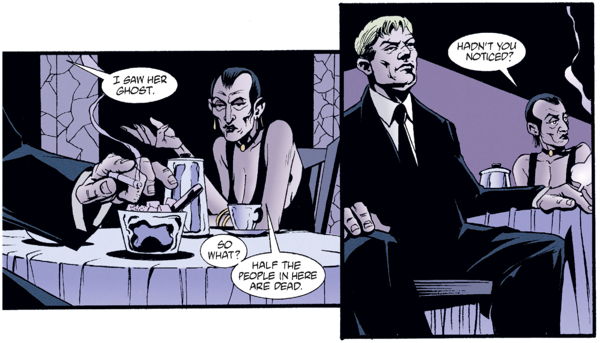 I SAW HER
GHOST.
SO
WHAT?
HALF THE
PEOPLE IN HERE
ARE DEAD.
HADN'T YOU
NOTICED?